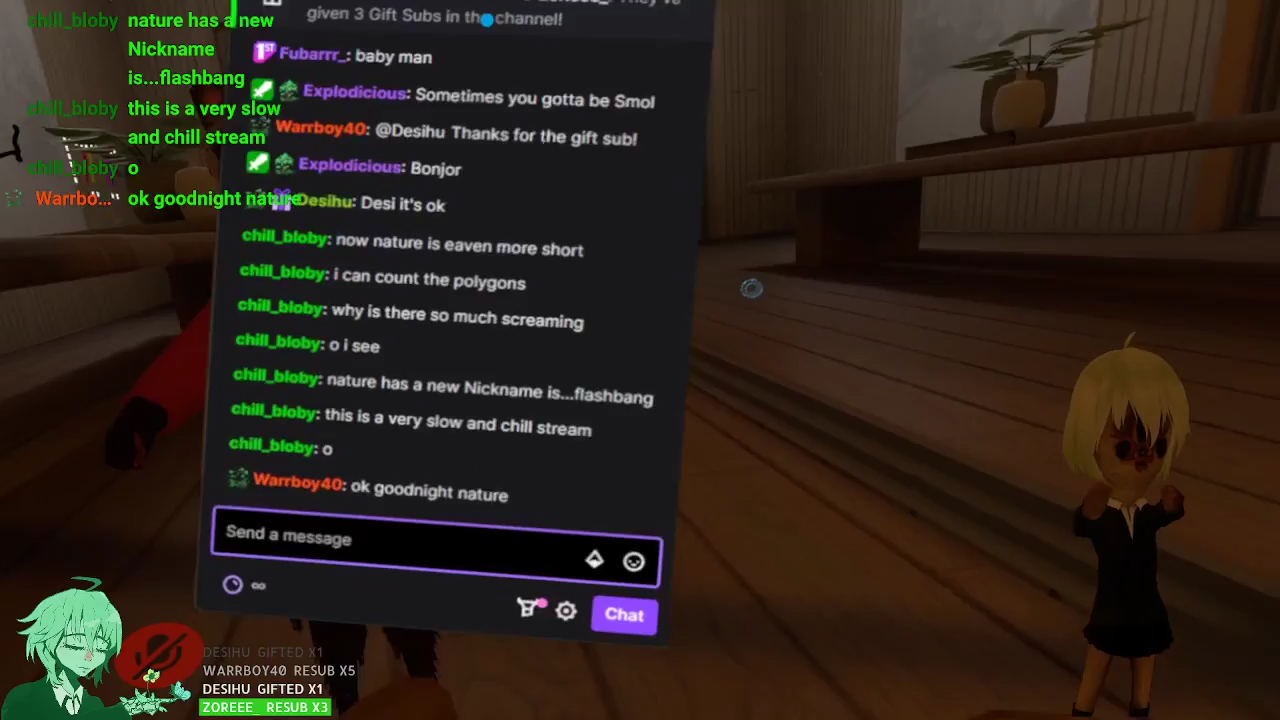 chill_bloby nature has a new
Nickname
is...flashbang
chill_bloby this is a very slow
and chill stream
chill_bloby o
Warrbo... ok goodnight nature
given 3 Gift Subs in the channel!
1ST Fubarrr_: baby man
Explodicious: Sometimes you gotta be Smol
Warrboy40: @Desihu Thanks for the gift sub!
Explodicious: Bonjor
Desihu: Desi it's ok
chill_bloby: now nature is eaven more short
chill_bloby: i can count the polygons
chill_bloby: why is there so much screaming
chill_bloby: o i see
chill_bloby: nature has a new Nickname is...flashbang
chill_bloby: this is a very slow and chill stream
chill_bloby: o
Warrboy40: ok goodnight nature
Send a message
∞
Chat
DESIHU GIFTED X1
WARRBOY40 RESUB X5
DESIHU GIFTED X1
ZOREEE_ RESUB X3